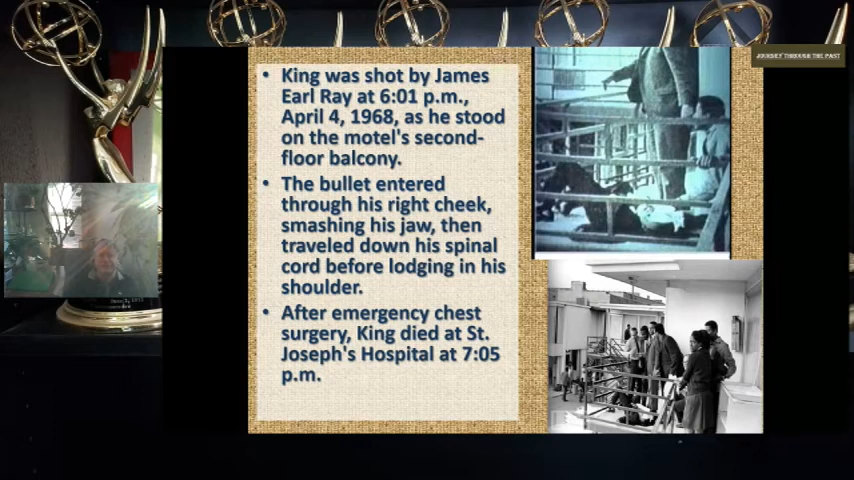 JOURNEY THROUGH THE PAST
• King was shot by James
Earl Ray at 6:01 p.m.,
April 4, 1968, as he stood
on the motel's second-
floor balcony.
• The bullet entered
through his right cheek,
smashing his jaw, then
traveled down his spinal
cord before lodging in his
shoulder.
• After emergency chest
surgery, King died at St.
Joseph's Hospital at 7:05
p.m.